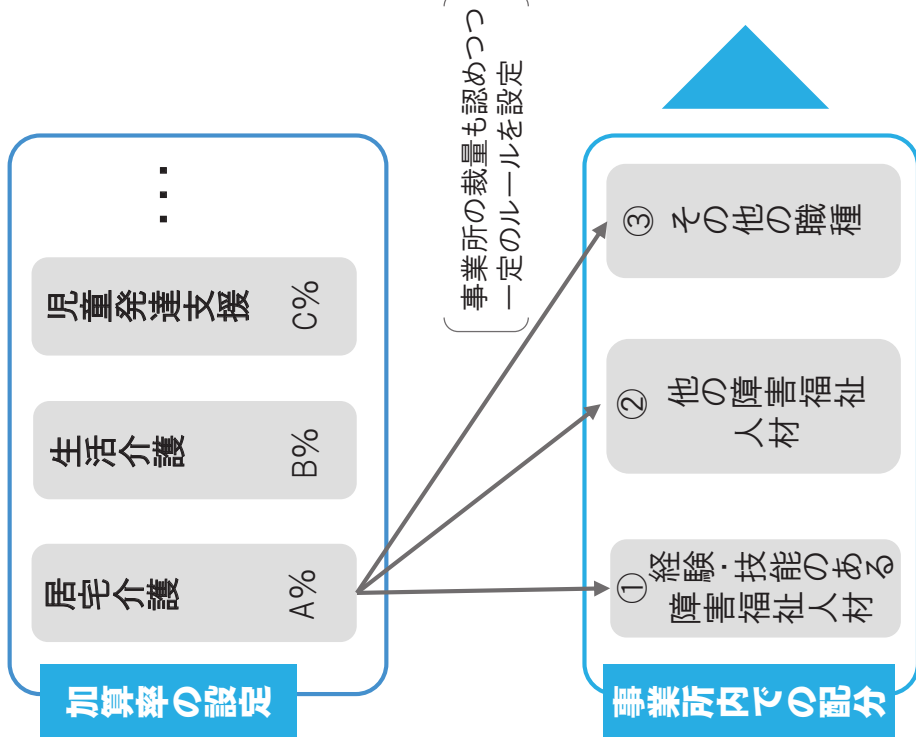 加算率の設定
居宅介護
A%
生活介護
B%
児童発達支援
C%
・・・
事業所の裁量も認めつつ
一定のルールを設定
事業所内での配分
①経験・技能のある
障害福祉人材
② 他の障害福祉
人材
③ その他の職種